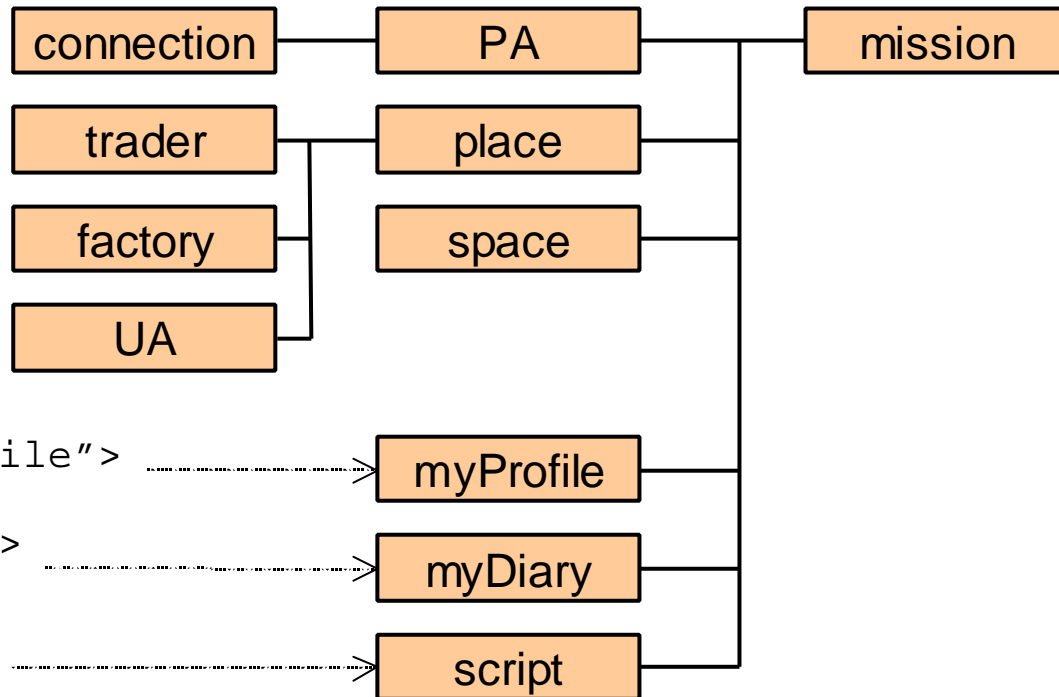 connection PA mission
trader place
factory space
UA
ile"> myProfile
> myDiary
script